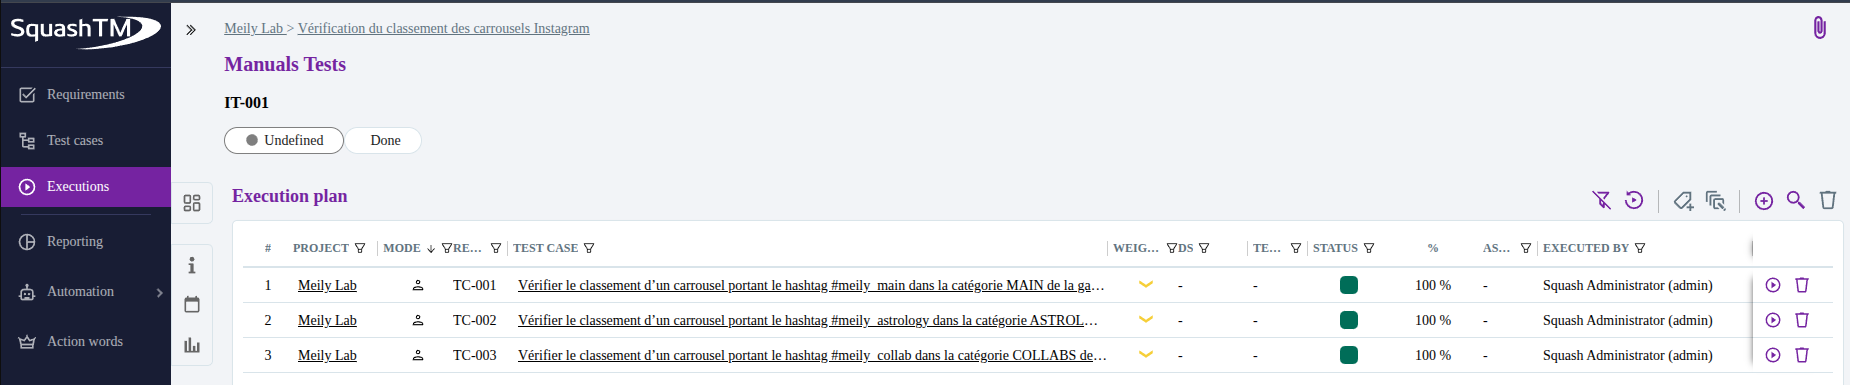 SquashTM
Meily Lab > Vérification du classement des carrousels Instagram
Manuals Tests
IT-001
Undefined Done
Requirements
Test cases
Executions
Reporting
Automation
Action words
Execution plan
# PROJECT MODE RE... TEST CASE WEIG... DS TE... STATUS % AS... EXECUTED BY
1 Meily Lab TC-001 Vérifier le classement d’un carrousel portant le hashtag #meily_main dans la catégorie MAIN de la ga... - - 100 % - Squash Administrator (admin)
2 Meily Lab TC-002 Vérifier le classement d’un carrousel portant le hashtag #meily_astrology dans la catégorie ASTROL... - - 100 % - Squash Administrator (admin)
3 Meily Lab TC-003 Vérifier le classement d’un carrousel portant le hashtag #meily_collab dans la catégorie COLLABS de... - - 100 % - Squash Administrator (admin)